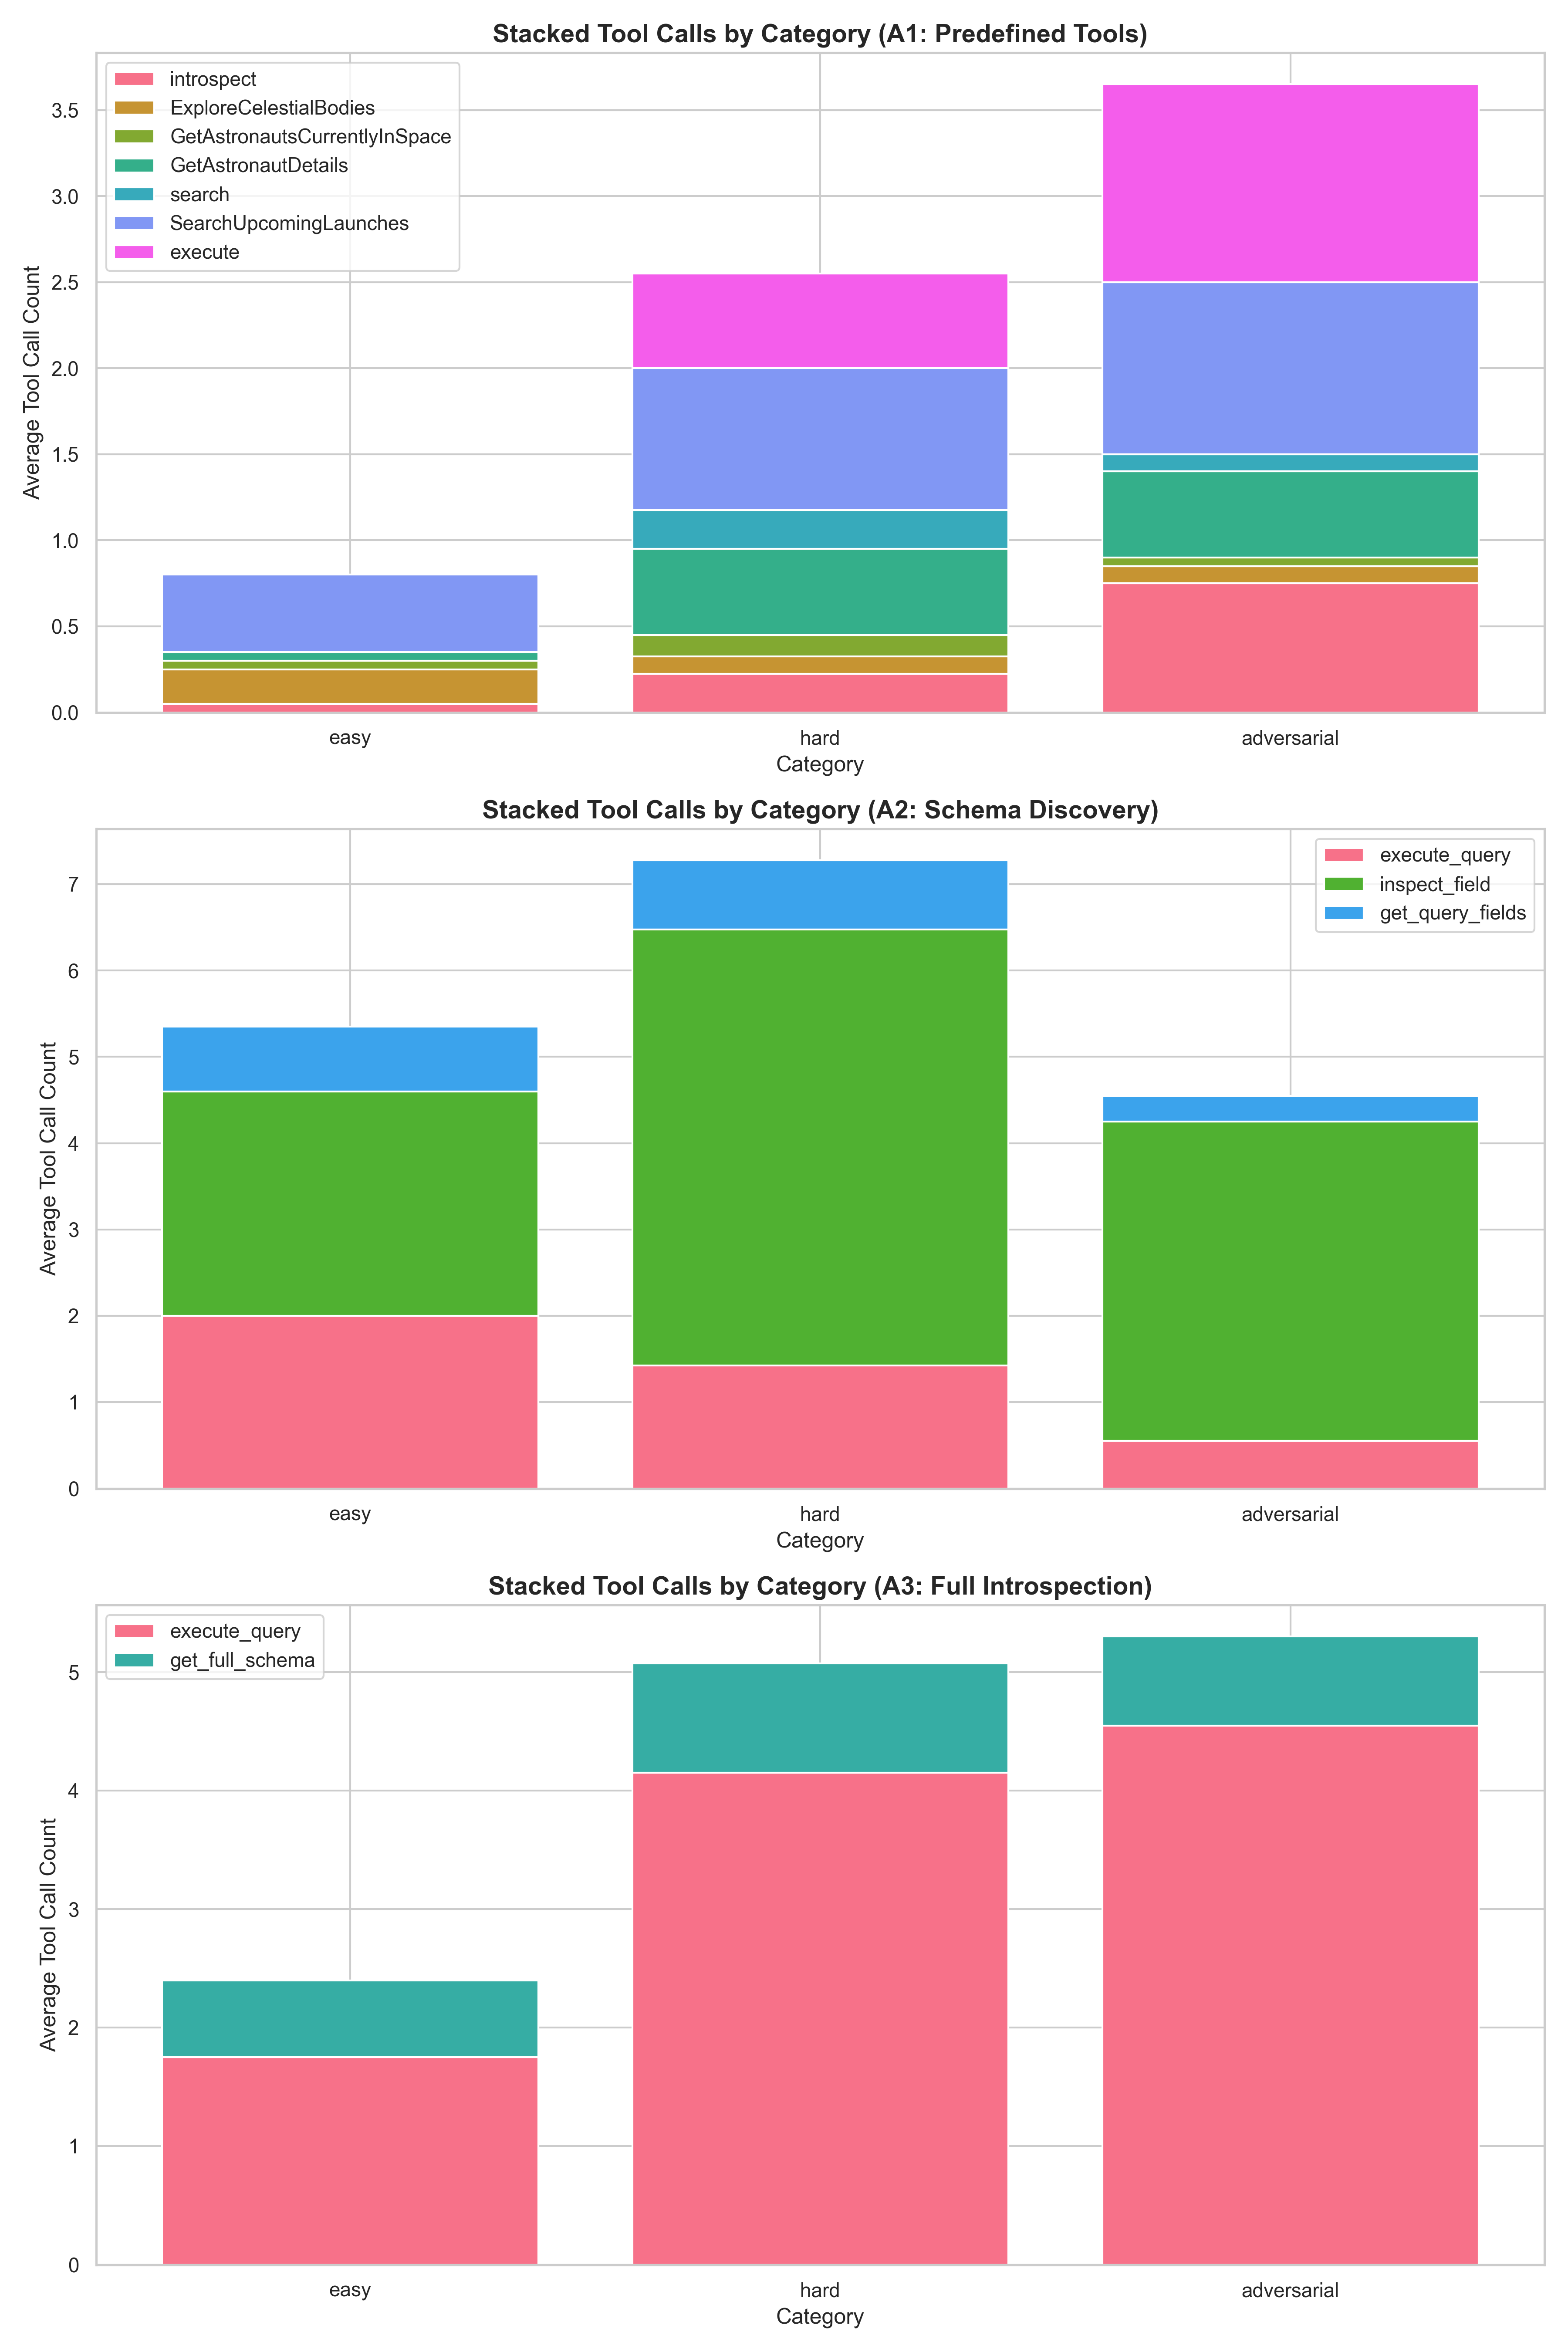 Stacked Tool Calls by Category (A1: Predefined Tools)
introspect
ExploreCelestialBodies
GetAstronautsCurrentlyInSpace
GetAstronautDetails
search
SearchUpcomingLaunches
execute
Average Tool Call Count
3.5
3.0
2.5
2.0
1.5
1.0
0.5
0.0
easy
hard
adversarial
Category
Stacked Tool Calls by Category (A2: Schema Discovery)
execute_query
inspect_field
get_query_fields
Average Tool Call Count
7
6
5
4
3
2
1
0
easy
hard
adversarial
Category
Stacked Tool Calls by Category (A3: Full Introspection)
execute_query
get_full_schema
Average Tool Call Count
5
4
3
2
1
0
easy
hard
adversarial
Category